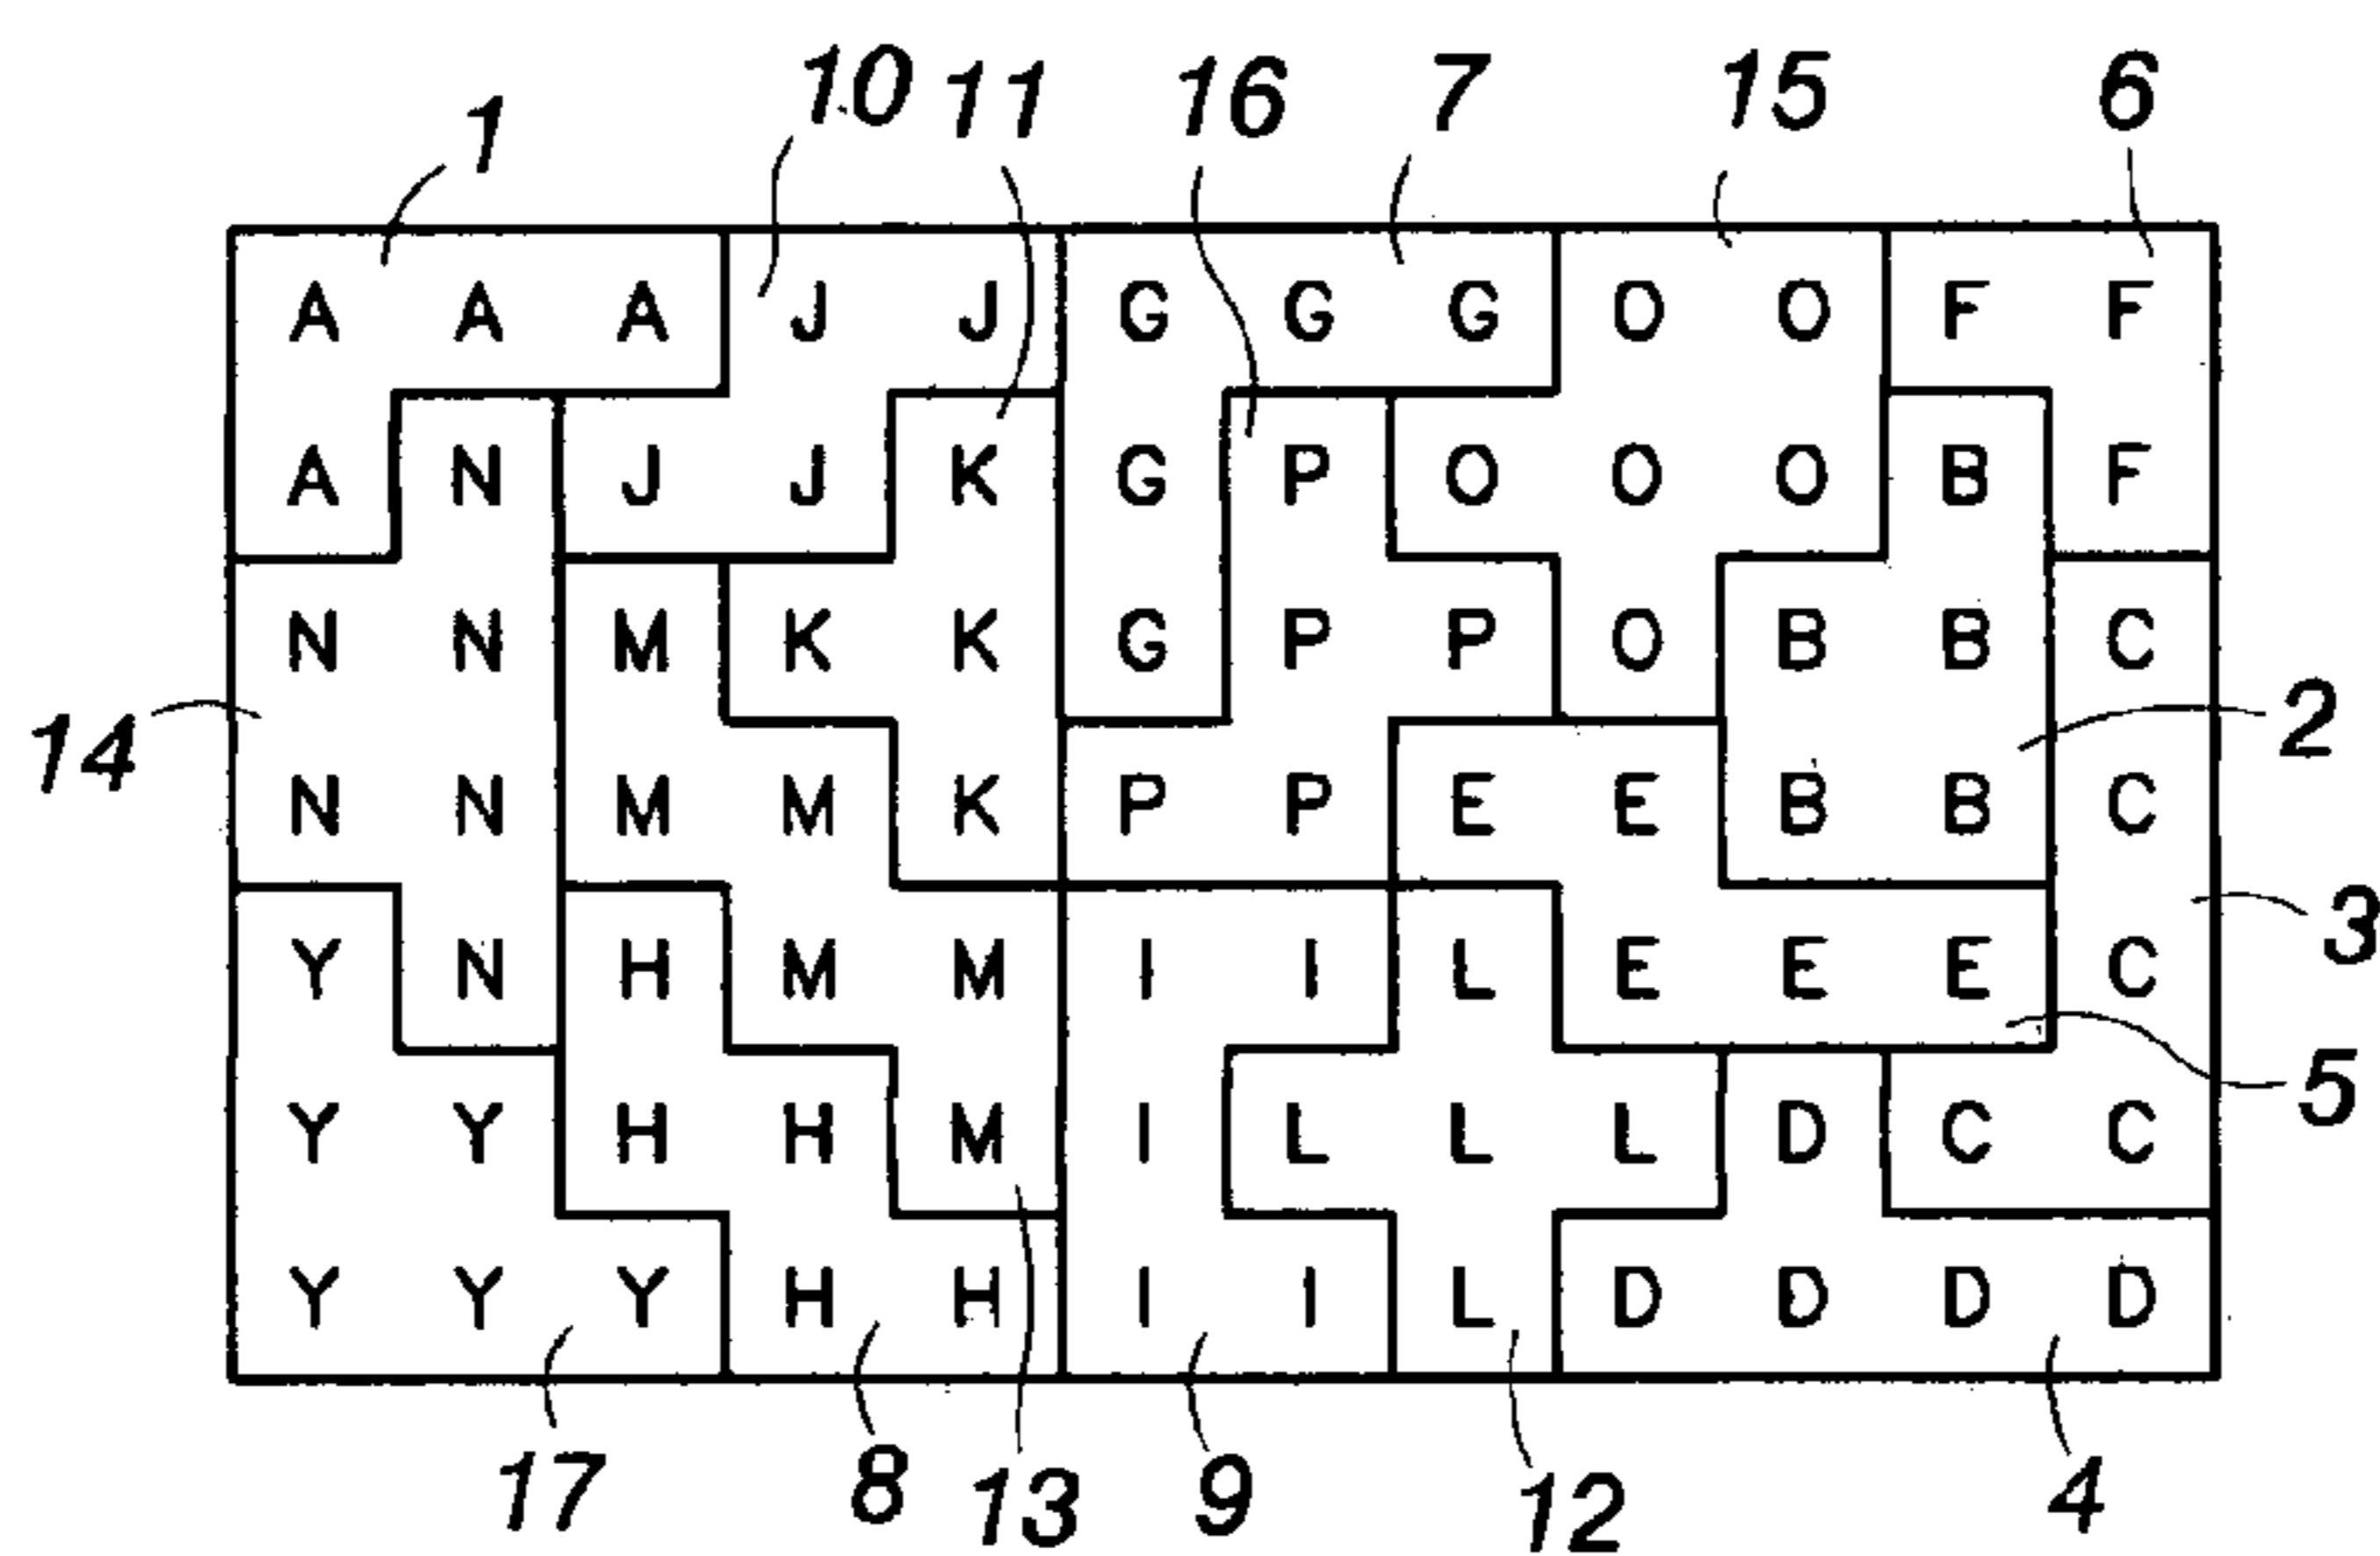 1 10 11 16 7 15 6
A A A J J G G G O O F F
A N J J K G P O O O B F
N N M K K G P P O B B C
14 2
N N M M K P P E E B B C
3
Y N H M M I I L E E E C
5
Y Y H H M I L L L D C C
Y Y Y H H I I L D D D D
17 8 13 9 12 4